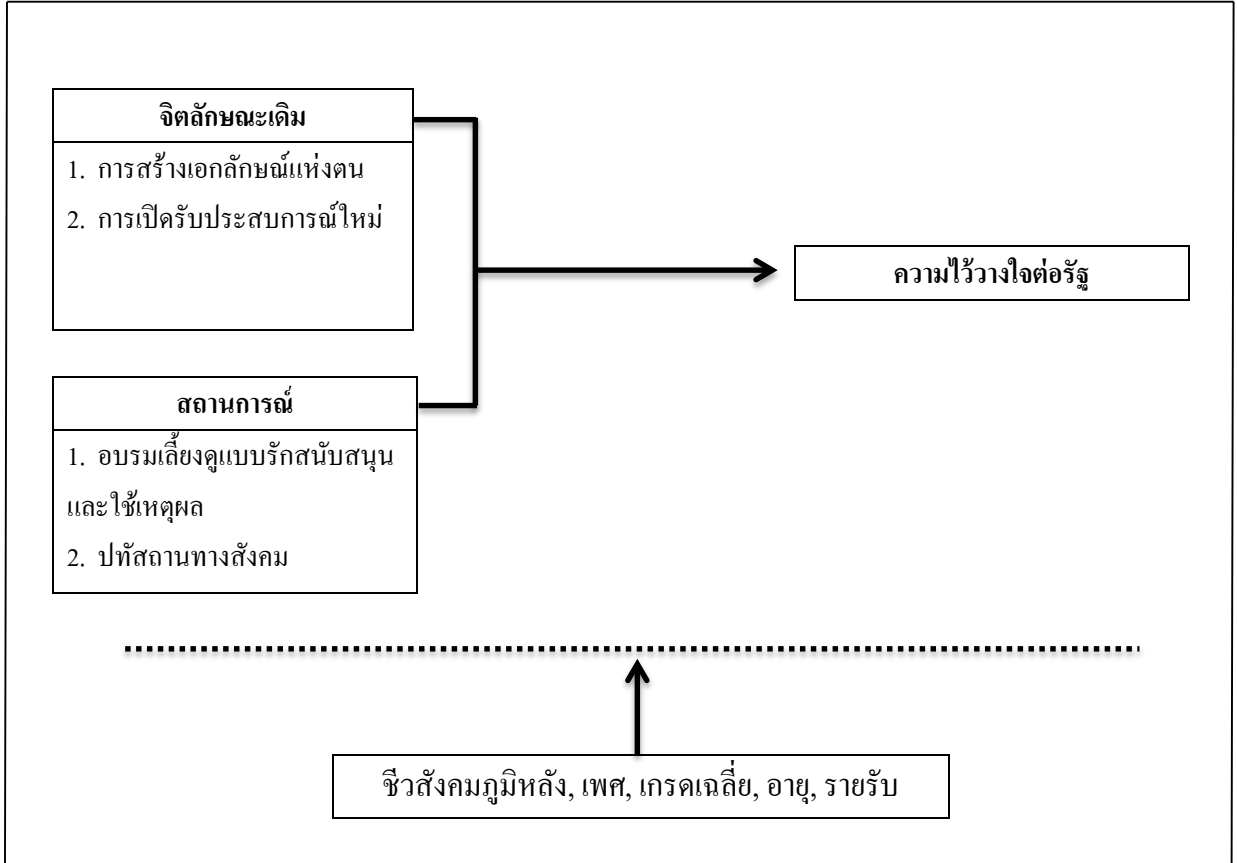 จิตลักษณะเดิม
1. การสร้างเอกลักษณ์แห่งตน
2. การเปิดรับประสบการณ์ใหม่
ความไว้วางใจต่อรัฐ
สถานการณ์
1. อบรมเลี้ยงดูแบบรักสนับสนุน
และใช้เหตุผล
2. ปทัสถานทางสังคม
ชีวสังคมภูมิหลัง, เพศ, เกรดเฉลี่ย, อายุ, รายรับ